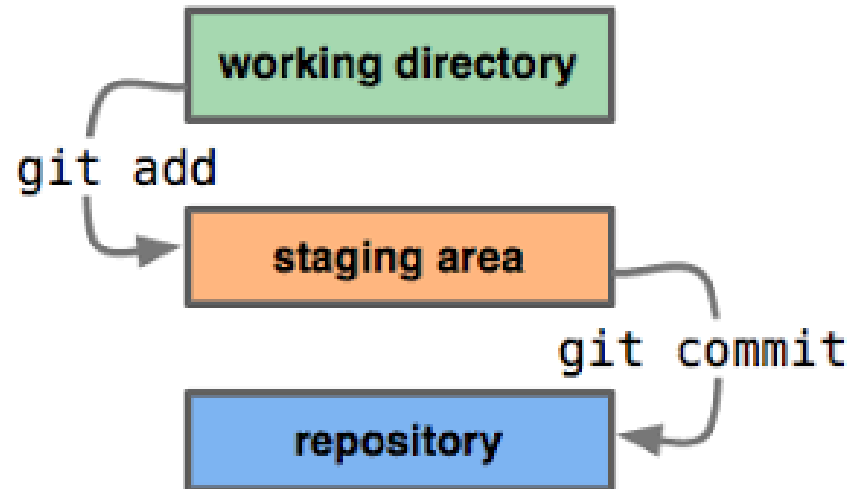 working directory
git add
staging area
git commit
repository